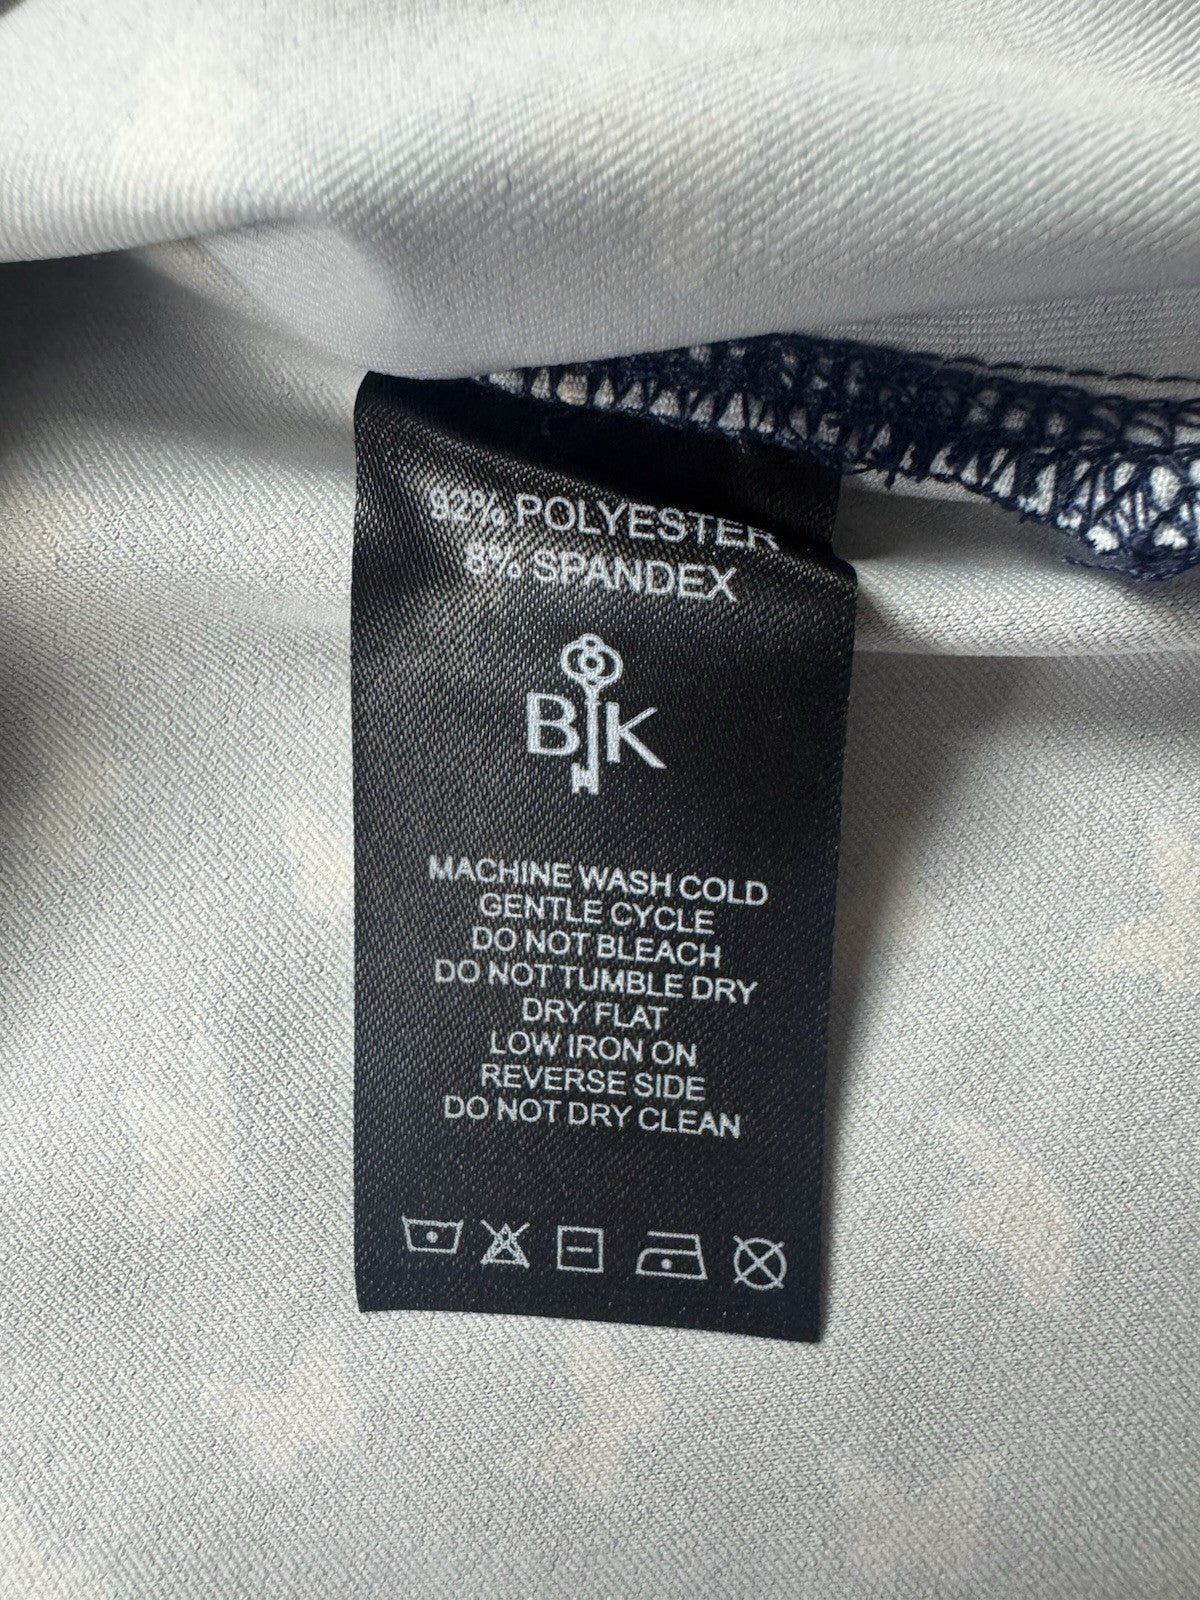 92% POLYESTER
8% SPANDEX
BK
MACHINE WASH COLD
GENTLE CYCLE
DO NOT BLEACH
DO NOT TUMBLE DRY
DRY FLAT
LOW IRON ON
REVERSE SIDE
DO NOT DRY CLEAN